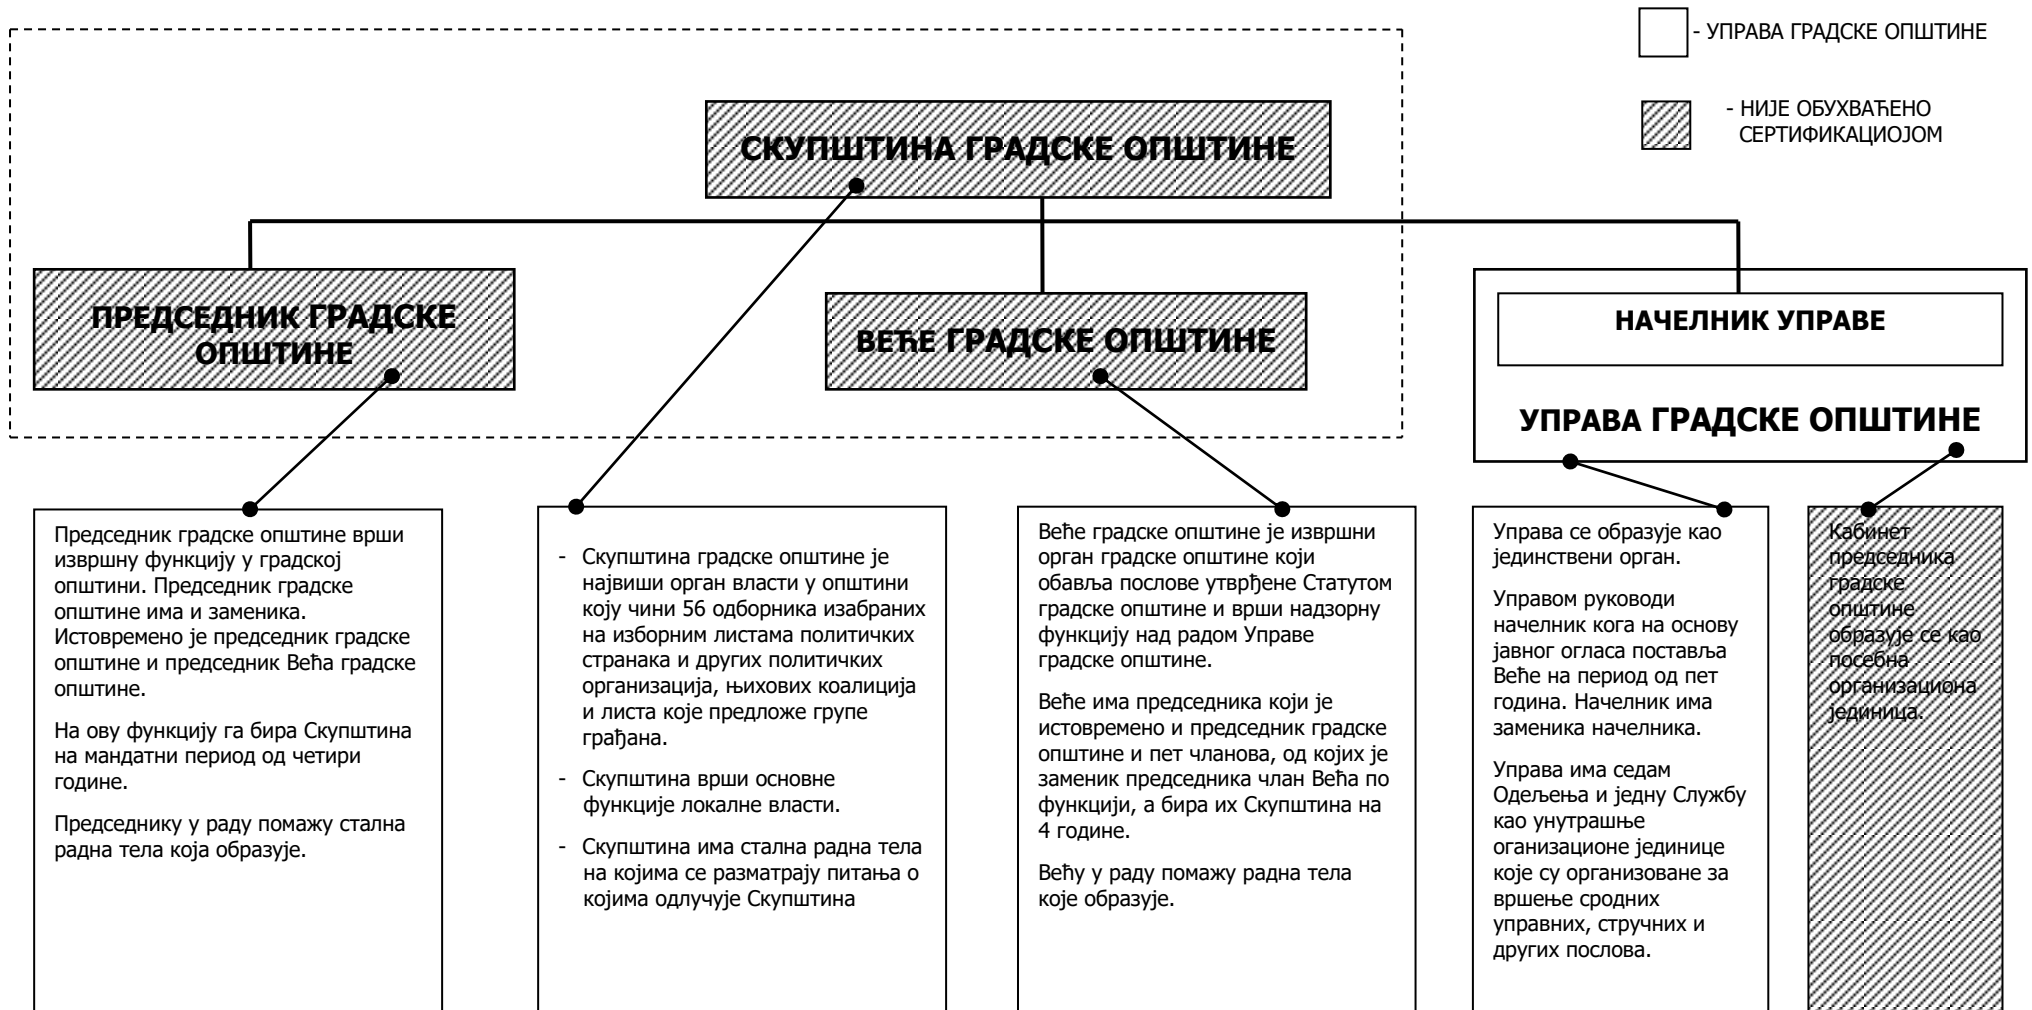 - УПРАВА ГРАДСКЕ ОПШТИНЕ
- НИЈЕ ОБУХВАЋЕНО
СЕРТИФИКАЦИОЈОМ
СКУПШТИНА ГРАДСКЕ ОПШТИНЕ
ПРЕДСЕДНИК ГРАДСКЕ
ОПШТИНЕ
ВЕЋЕ ГРАДСКЕ ОПШТИНЕ
НАЧЕЛНИК УПРАВЕ
УПРАВА ГРАДСКЕ ОПШТИНЕ
Председник градске општине врши
извршну функцију у градској
општини. Председник градске
општине има и заменика.
Истовремено је председник градске
општине и председник Већа градске
општине.
На ову функцију га бира Скупштина
на мандатни период од четири
године.
Председнику у раду помажу стална
радна тела која образује.
- Скупштина градске општине је
највиши орган власти у општини
коју чини 56 одборника изабраних
на изборним листама политичких
странака и других политичких
организација, њихових коалиција
и листа које предложе групе
грађана.
- Скупштина врши основне
функције локалне власти.
- Скупштина има стална радна тела
на којима се разматрају питања о
којима одлучује Скупштина
Веће градске општине је извршни
орган градске општине који
обавља послове утврђене Статутом
градске општине и врши надзорну
функцију над радом Управе
градске општине.
Веће има председника који је
истовремено и председник градске
општине и пет чланова, од којих је
заменик председника члан Већа по
функцији, а бира их Скупштина на
4 године.
Већу у раду помажу радна тела
које образује.
Управа се образује као
јединствени орган.
Управом руководи
начелник кога на основу
јавног огласа поставља
Веће на период од пет
година. Начелник има
заменика начелника.
Управа има седам
Одељења и једну Службу
као унутрашње
оганизационе јединице
које су организоване за
вршење сродних
управних, стручних и
других послова.
Кабинет
председника
градске
општине
образује се као
посебна
организациона
јединица.